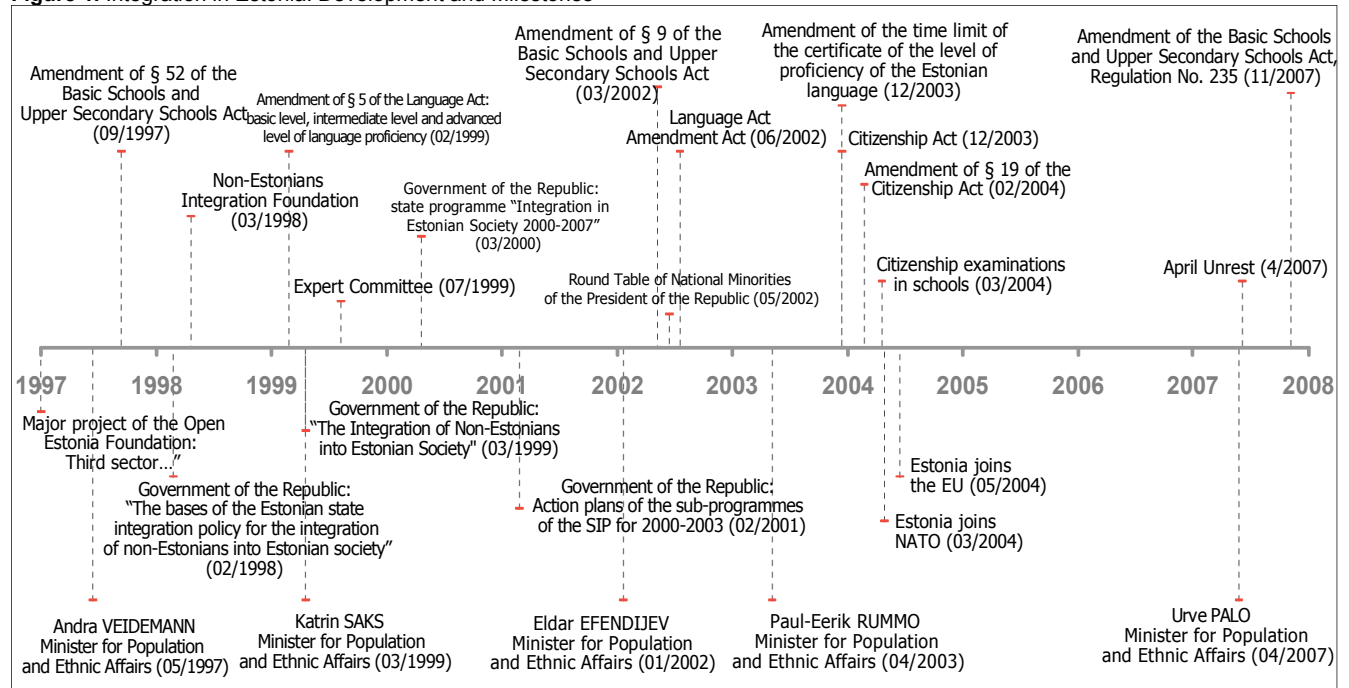 Figure 1. Integration in Estonia: Development and Milestones
Amendment of § 52 of the
Basic Schools and
Upper Secondary Schools Act
(09/1997)
Amendment of § 5 of the Language Act:
basic level, intermediate level and advanced
level of language proficiency (02/1999)
Non-Estonians
Integration Foundation
(03/1998)
Government of the Republic:
state programme “Integration in
Estonian Society 2000-2007”
(03/2000)
Expert Committee (07/1999)
Amendment of § 9 of the
Basic Schools and Upper
Secondary Schools Act
(03/2002)
Language Act
Amendment Act (06/2002)
Round Table of National Minorities
of the President of the Republic (05/2002)
Amendment of the time limit of
the certificate of the level of
proficiency of the Estonian
language (12/2003)
Citizenship Act (12/2003)
Amendment of § 19 of the
Citizenship Act (02/2004)
Citizenship examinations
in schools (03/2004)
Amendment of the Basic Schools
and Upper Secondary Schools Act,
Regulation No. 235 (11/2007)
April Unrest (4/2007)
1997 1998 1999 2000 2001 2002 2003 2004 2005 2006 2007 2008
Major project of the Open
Estonia Foundation:
Third sector…”
Government of the Republic:
“The bases of the Estonian state
integration policy for the integration
of non-Estonians into Estonian society”
(02/1998)
Government of the Republic:
“The Integration of Non-Estonians
into Estonian Society" (03/1999)
Government of the Republic:
Action plans of the sub-programmes
of the SIP for 2000-2003 (02/2001)
Estonia joins
the EU (05/2004)
Estonia joins
NATO (03/2004)
Andra VEIDEMANN
Minister for Population
and Ethnic Affairs (05/1997)
Katrin SAKS
Minister for Population
and Ethnic Affairs (03/1999)
Eldar EFENDIJEV
Minister for Population
and Ethnic Affairs (01/2002)
Paul-Eerik RUMMO
Minister for Population
and Ethnic Affairs (04/2003)
Urve PALO
Minister for Population
and Ethnic Affairs (04/2007)